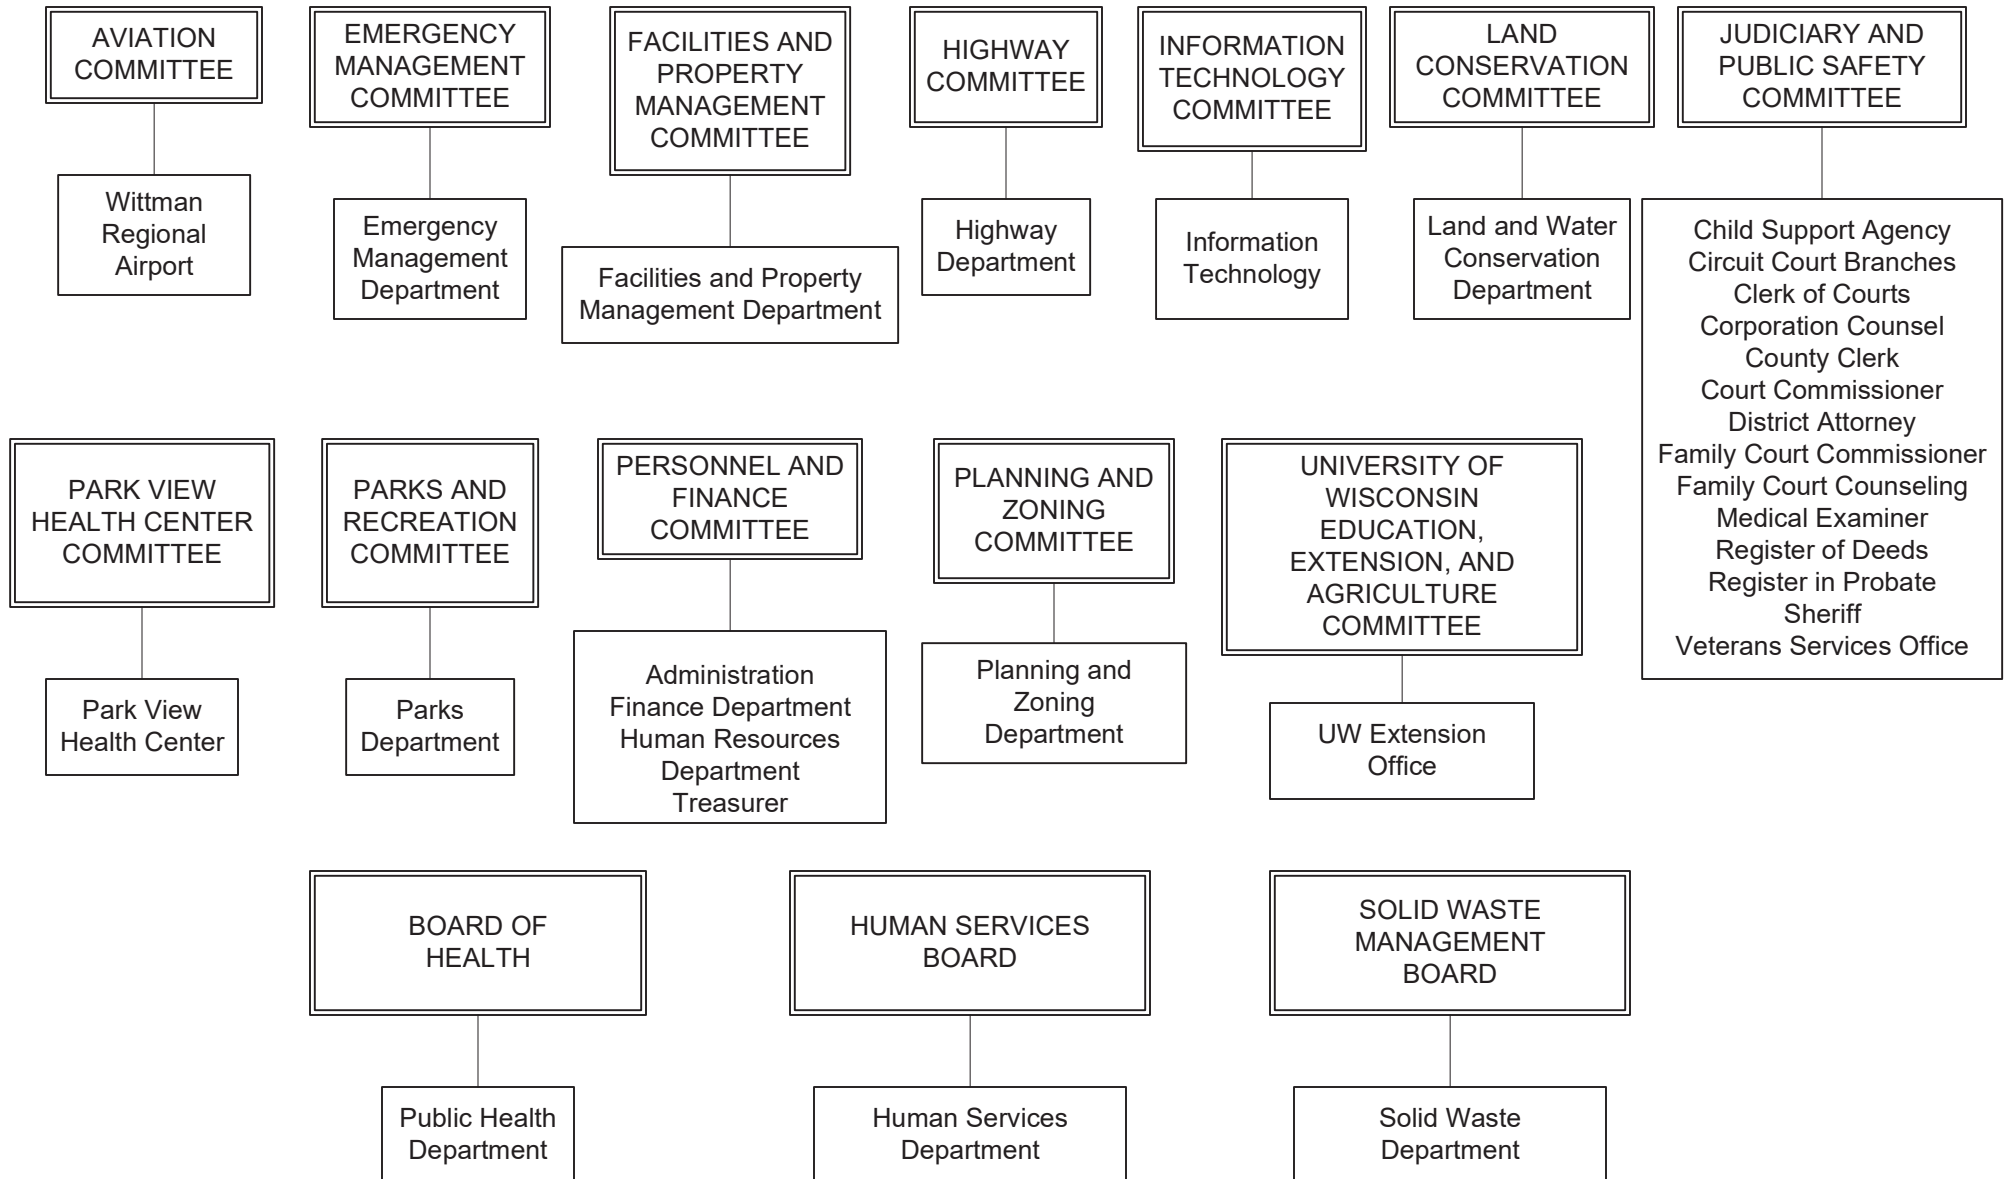 AVIATION
COMMITTEE
Wittman
Regional
Airport
EMERGENCY
MANAGEMENT
COMMITTEE
Emergency
Management
Department
FACILITIES AND
PROPERTY
MANAGEMENT
COMMITTEE
Facilities and Property
Management Department
HIGHWAY
COMMITTEE
Highway
Department
INFORMATION
TECHNOLOGY
COMMITTEE
Information
Technology
LAND
CONSERVATION
COMMITTEE
Land and Water
Conservation
Department
JUDICIARY AND
PUBLIC SAFETY
COMMITTEE
Child Support Agency
Circuit Court Branches
Clerk of Courts
Corporation Counsel
County Clerk
Court Commissioner
District Attorney
Family Court Commissioner
Family Court Counseling
Medical Examiner
Register of Deeds
Register in Probate
Sheriff
Veterans Services Office
PARK VIEW
HEALTH CENTER
COMMITTEE
Park View
Health Center
PARKS AND
RECREATION
COMMITTEE
Parks
Department
PERSONNEL AND
FINANCE
COMMITTEE
Administration
Finance Department
Human Resources
Department
Treasurer
PLANNING AND
ZONING
COMMITTEE
Planning and
Zoning
Department
UNIVERSITY OF
WISCONSIN
EDUCATION,
EXTENSION, AND
AGRICULTURE
COMMITTEE
UW Extension
Office
BOARD OF
HEALTH
Public Health
Department
HUMAN SERVICES
BOARD
Human Services
Department
SOLID WASTE
MANAGEMENT
BOARD
Solid Waste
Department